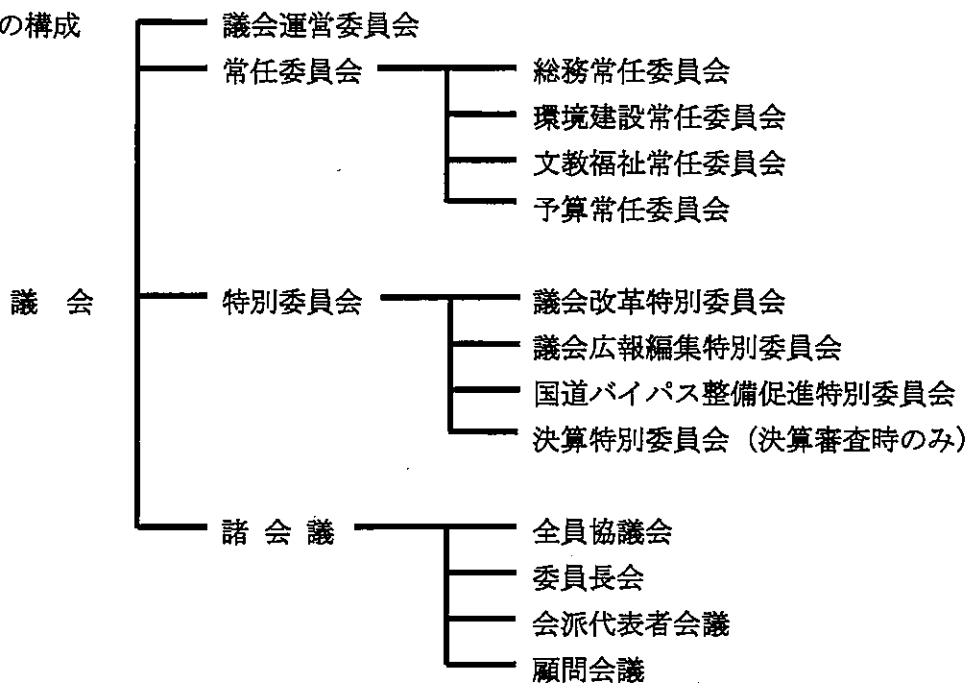 の構成
議会運営委員会
常任委員会
総務常任委員会
環境建設常任委員会
文教福祉常任委員会
予算常任委員会
議 会
特別委員会
議会改革特別委員会
議会広報編集特別委員会
国道バイパス整備促進特別委員会
決算特別委員会（決算審査時のみ）
諸 会 議
全員協議会
委員長会
会派代表者会議
顧問会議